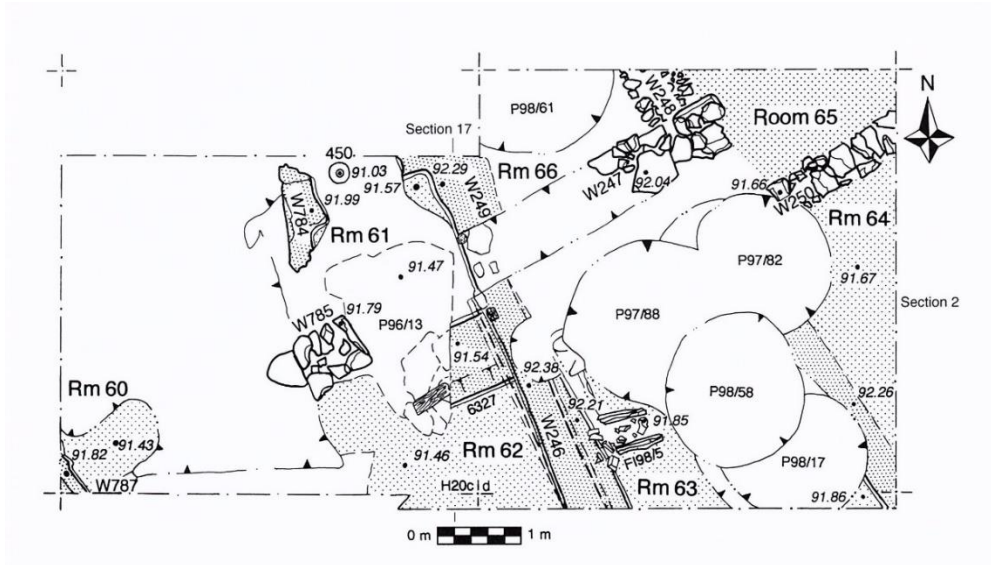 N
P98/61
W248
Room 65
Section 17
450
91.03
92.29
Rm 66
W247
92.04
91.66
W250
91.57
91.99
W249
W784
Rm 61
Rm 64
91.47
P97/82
91.67
W785
91.79
P96/13
P97/88
Section 2
91.54
92.38
Rm 60
6327
92.21
91.85
P98/58
92.26
91.43
91.82
W787
91.46
Rm 62
W246
FI98/5
P98/17
H20c|d
Rm 63
91.86
0 m
1 m